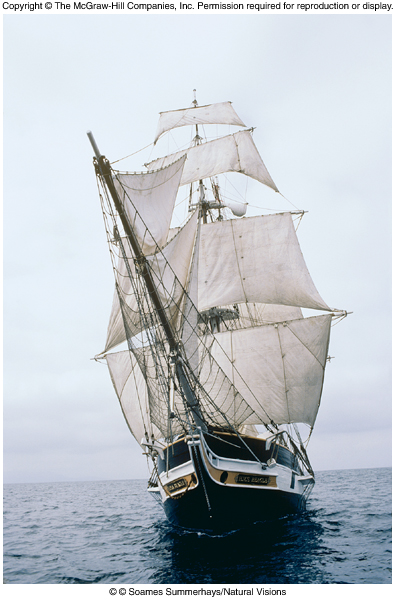 Copyright © The McGraw-Hill Companies, Inc. Permission required for reproduction or display.
© © Soames Summerhays/Natural Visions